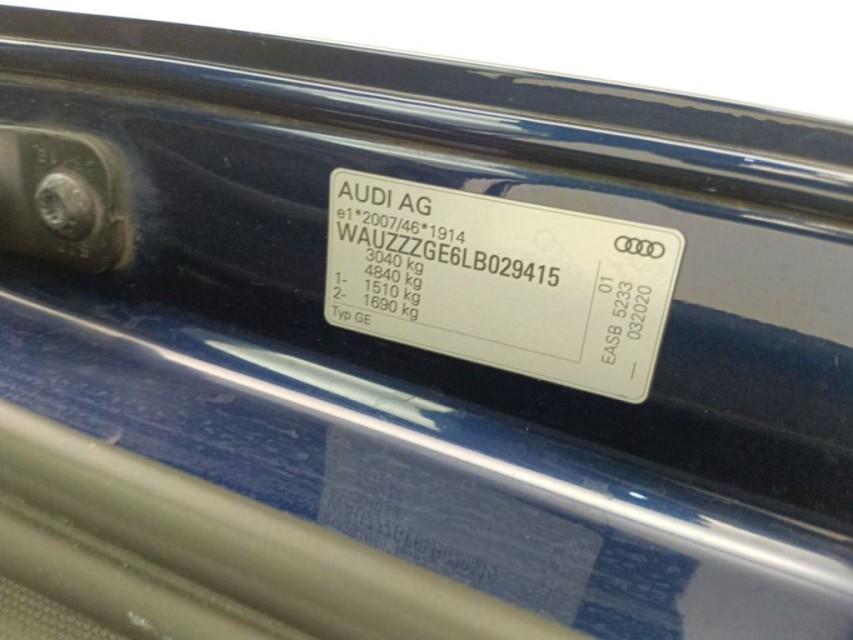 AUDI AG
e1*2007/46*1914
WAUZZZGE6LB029415
3040 kg
4840 kg
1- 1510 kg
2- 1690 kg
Typ GE
01
EASB 5233
— 032020